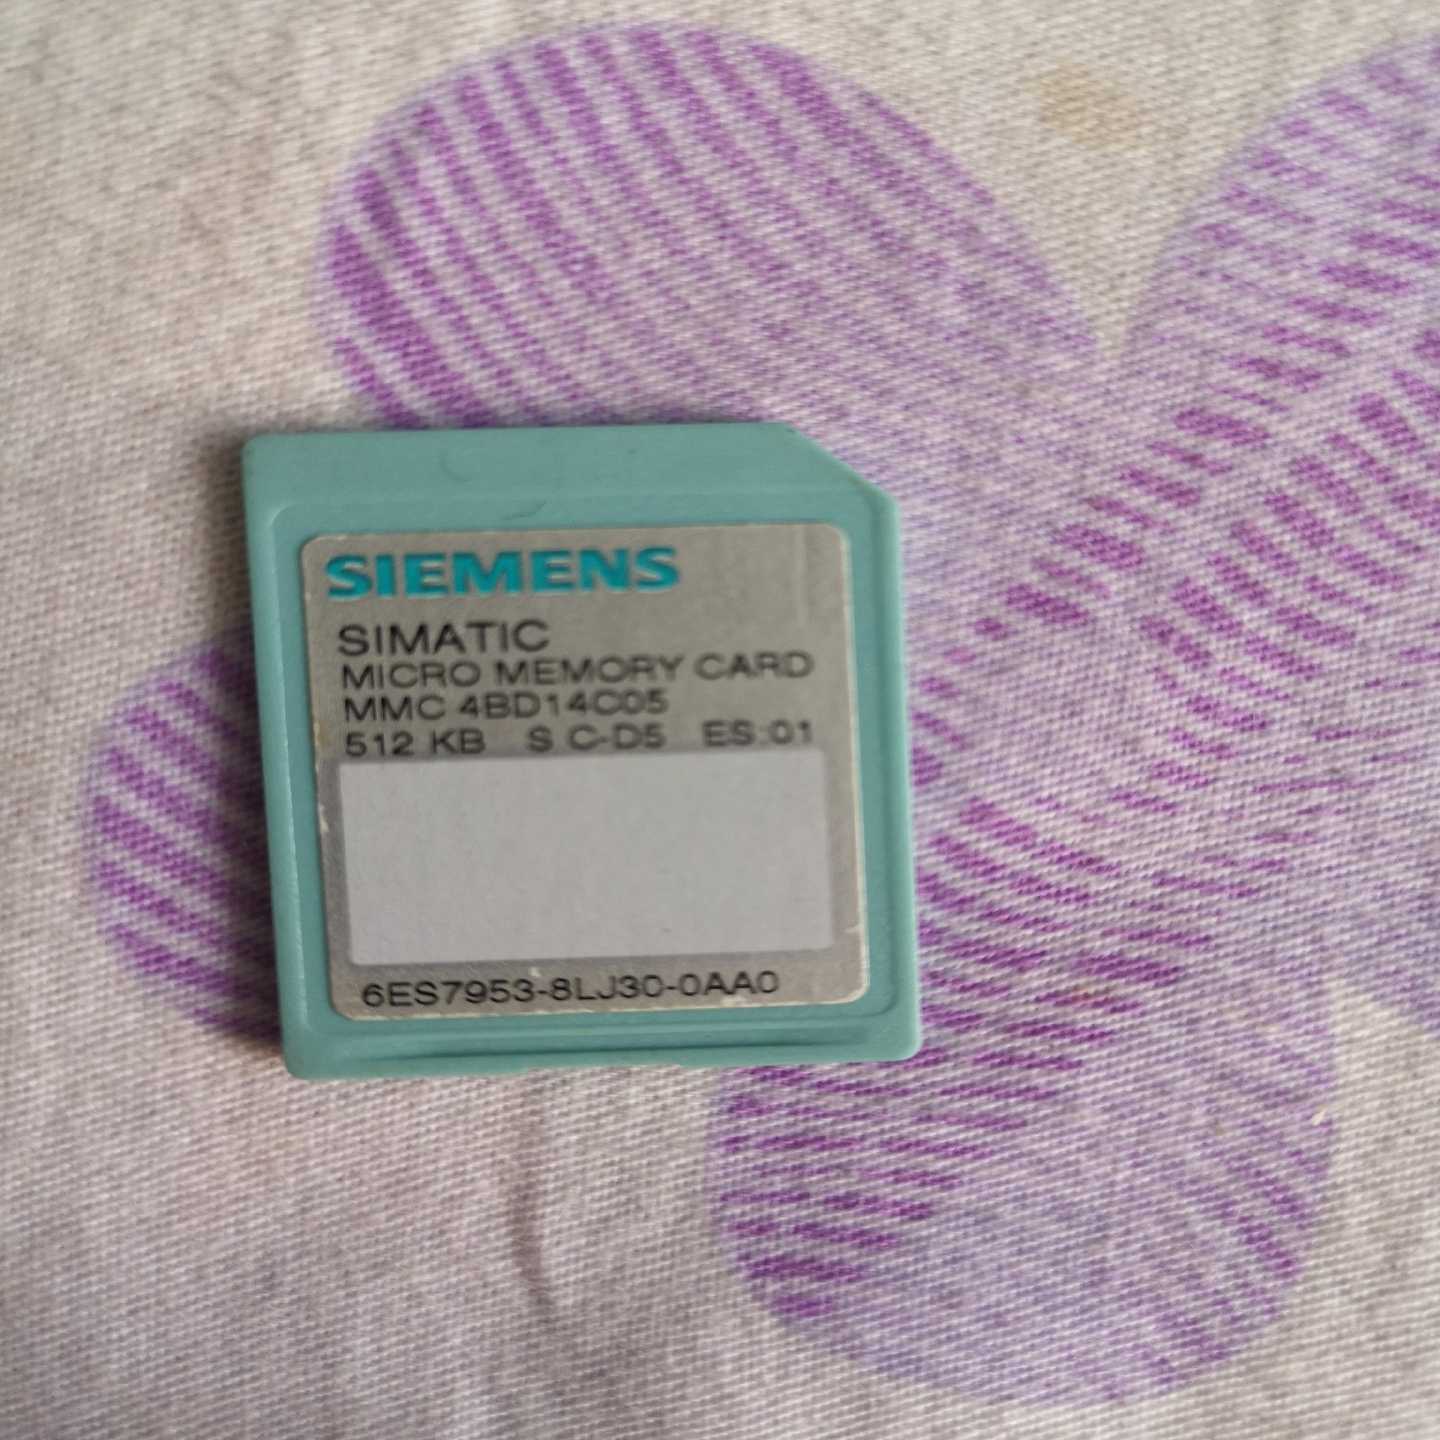 SIEMENS
SIMATIC
MICRO MEMORY CARD
MMC 4BD14C05
512 KB S C-D5 ES:01
6ES7953-8LJ30-0AA0